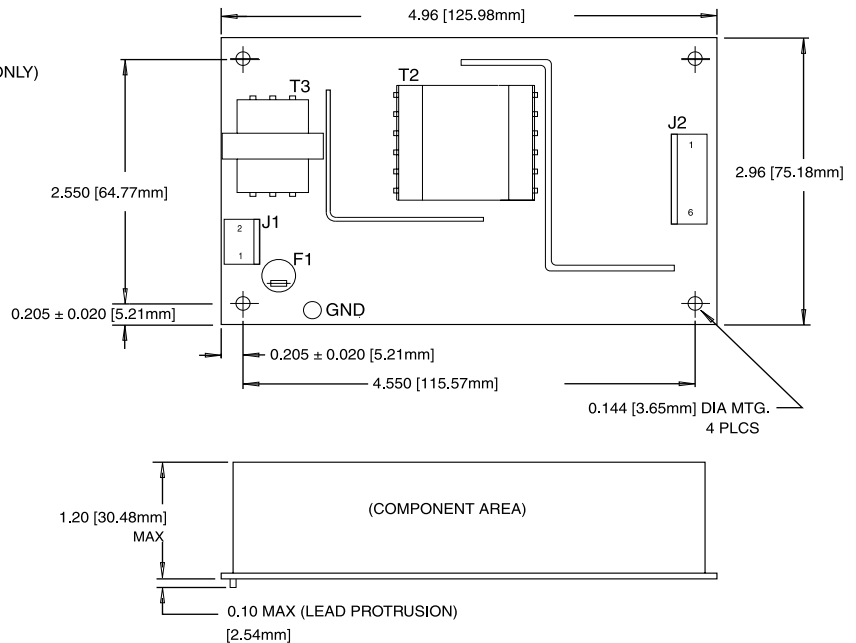 4.96 [125.98mm]
ONLY)
T3
T2
J2
1
6
2.550 [64.77mm]
2.96 [75.18mm]
J1
2
1
F1
GND
0.205 ± 0.020 [5.21mm]
0.205 ± 0.020 [5.21mm]
4.550 [115.57mm]
0.144 [3.65mm] DIA MTG.
4 PLCS
(COMPONENT AREA)
1.20 [30.48mm]
MAX
0.10 MAX (LEAD PROTRUSION)
[2.54mm]